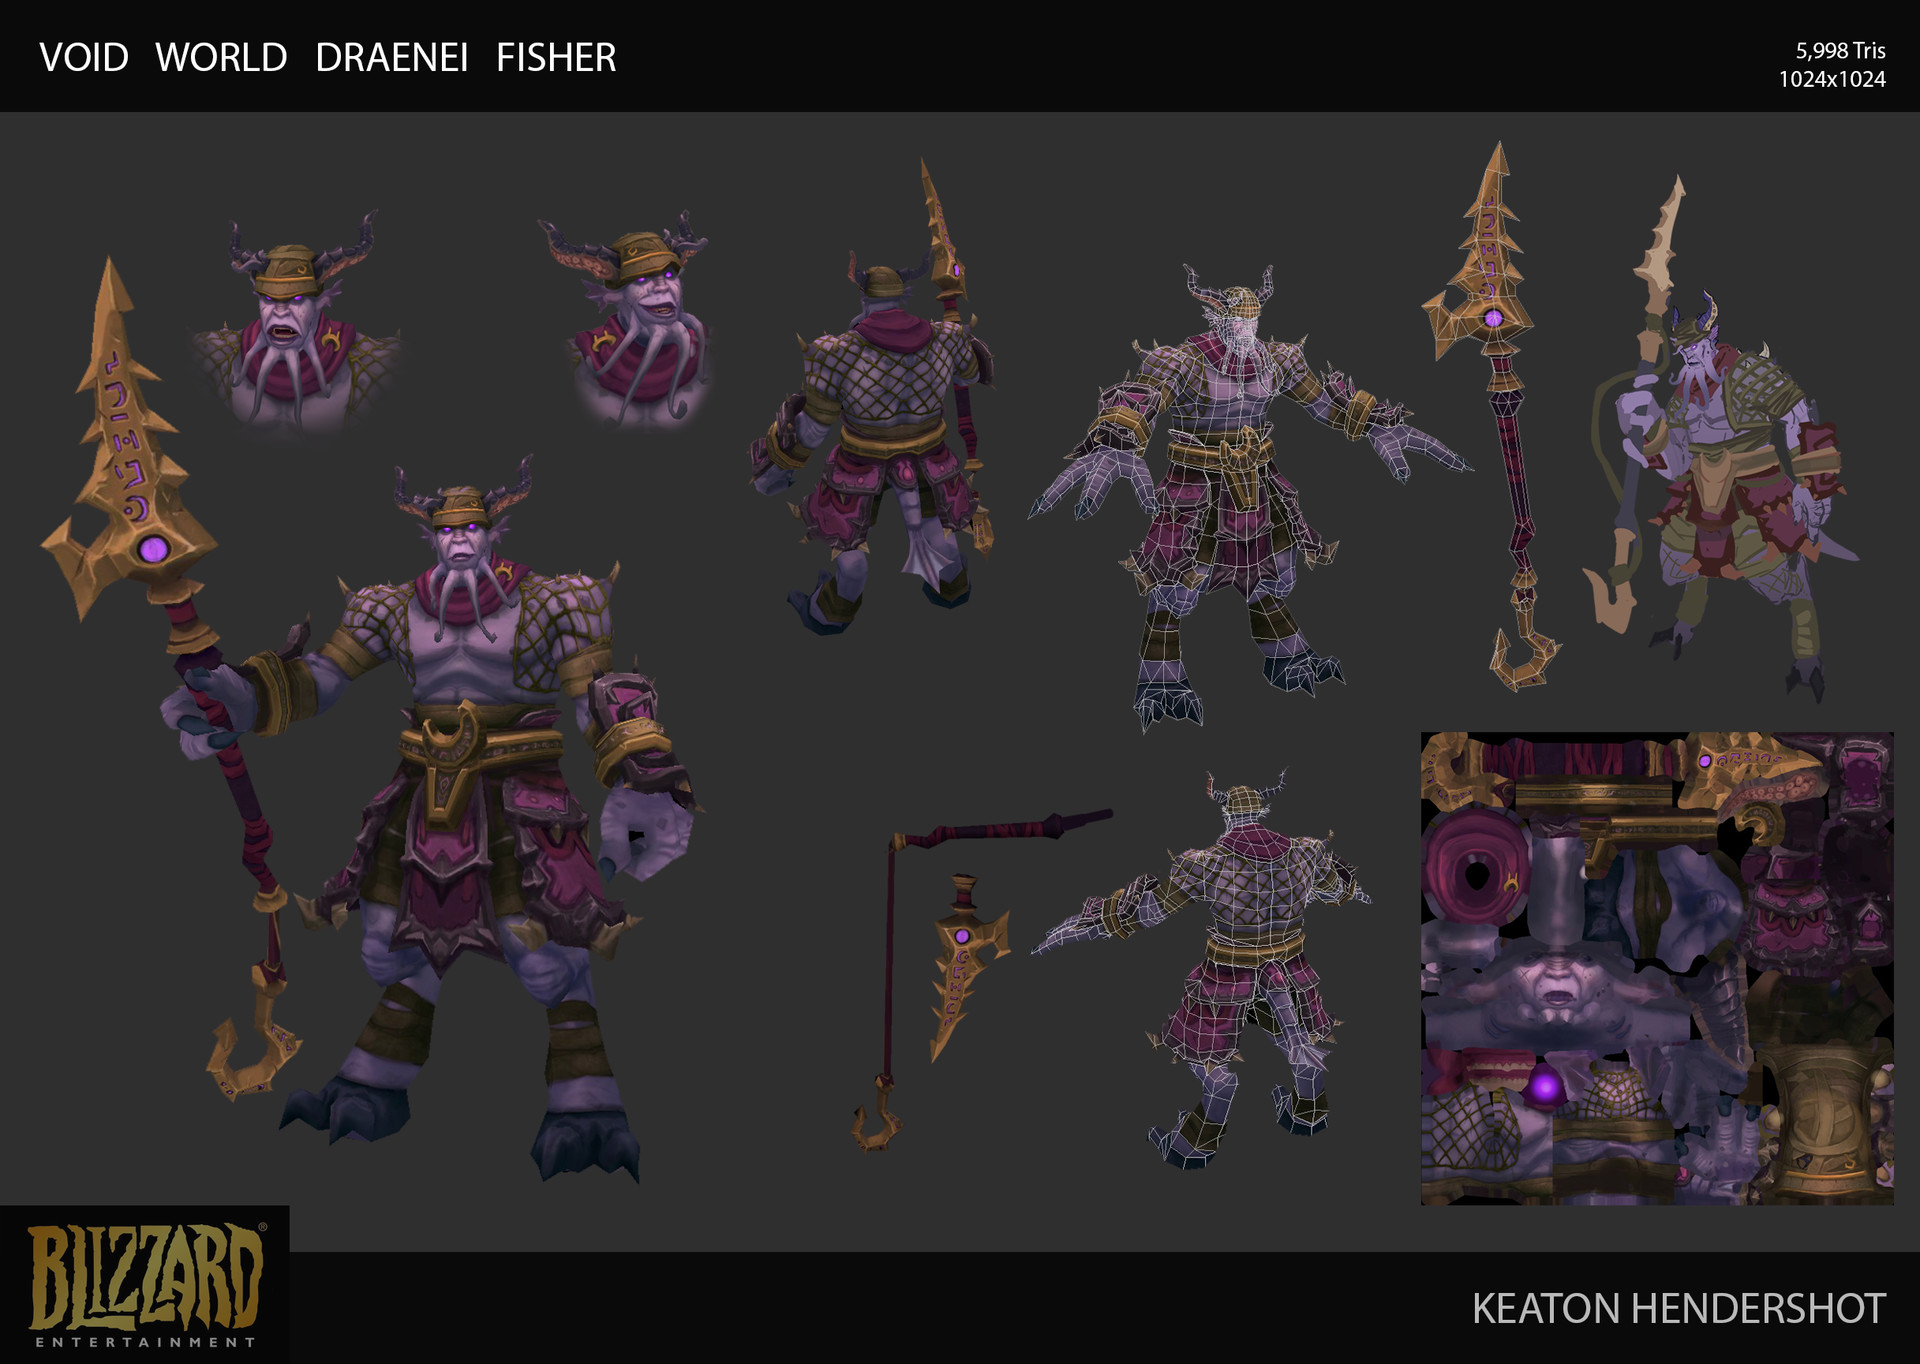 VOID WORLD DRAENEI FISHER
5,998 Tris
1024x1024
BLIZZARD®
ENTERTAINMENT
KEATON HENDERSHOT